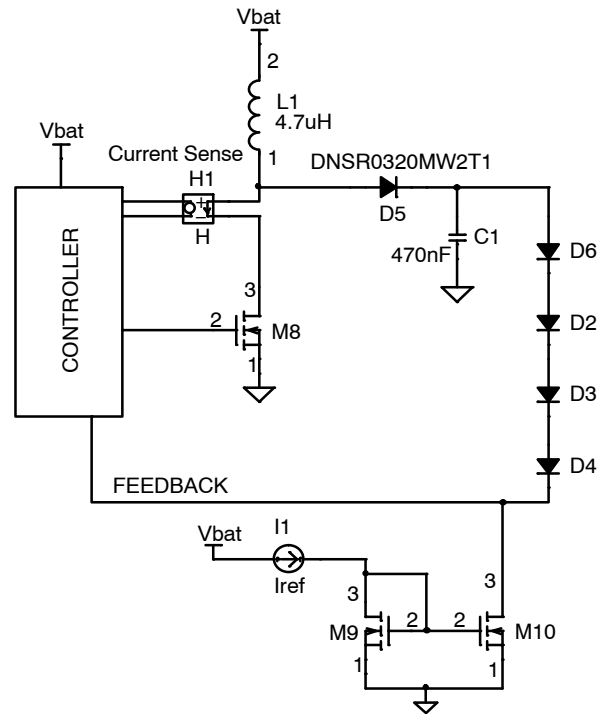 Vbat
2
L1
4.7uH
1
Vbat
Current Sense
H1
+
−
H
DNSR0320MW2T1
D5
C1
470nF
D6
D2
D3
D4
CONTROLLER
3
2
M8
1
FEEDBACK
Vbat
I1
Iref
3
M9
2
1
3
2
M10
1